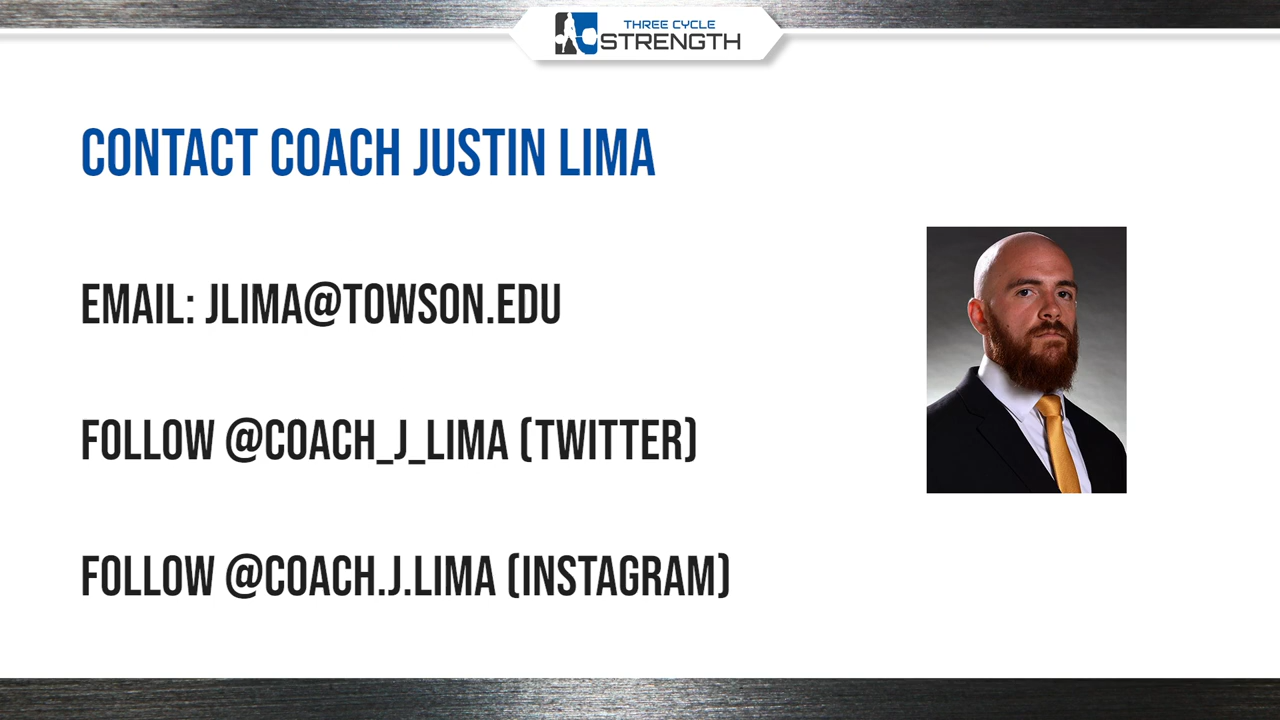 THREE CYCLE
STRENGTH
CONTACT COACH JUSTIN LIMA
EMAIL: JLIMA@TOWSON.EDU
FOLLOW @COACH_J_LIMA (TWITTER)
FOLLOW @COACH.J.LIMA (INSTAGRAM)